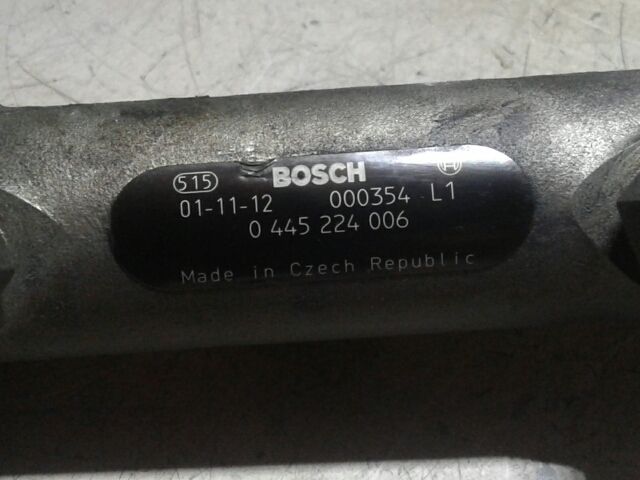 515 BOSCH
01-11-12 000354 L1
0 445 224 006
Made in Czech Republic